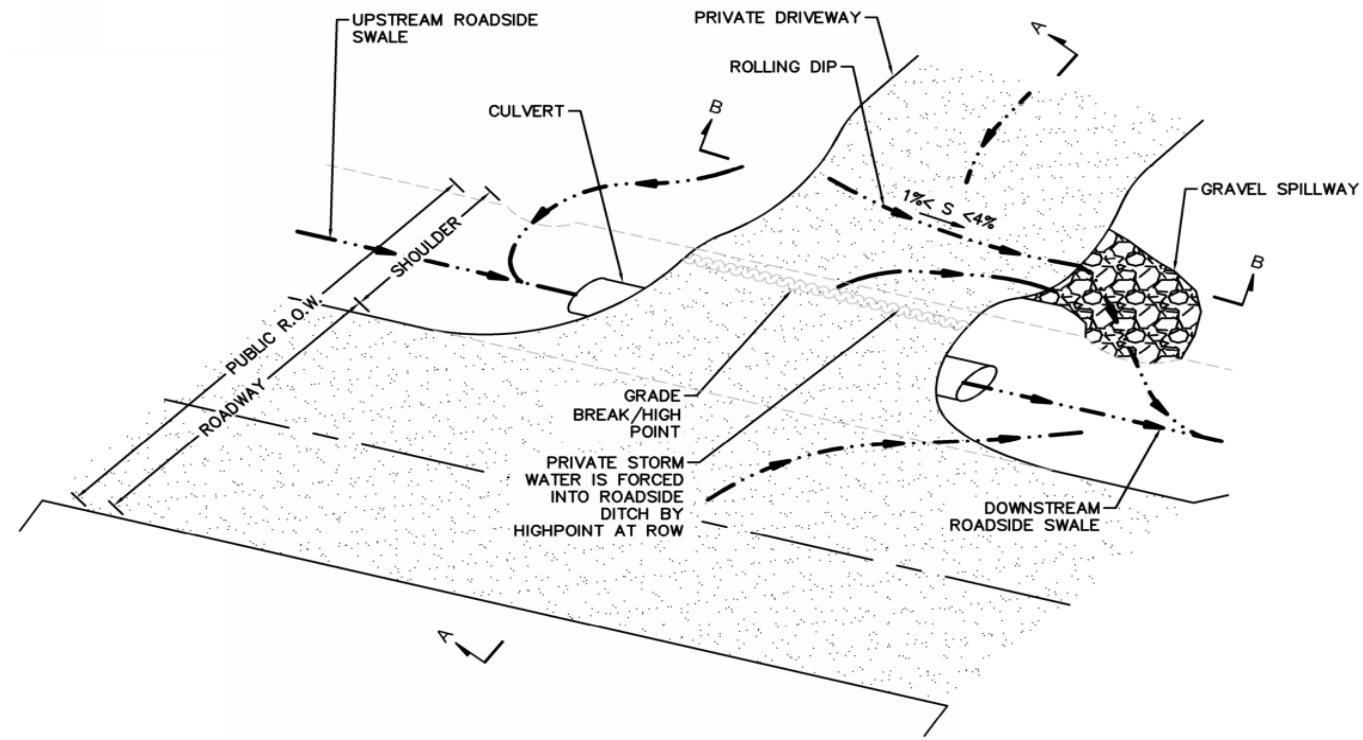 UPSTREAM ROADSIDE
SWALE
PRIVATE DRIVEWAY
ROLLING DIP
CULVERT
A
B
1%< S <4%
GRAVEL SPILLWAY
SHOULDER
B
PUBLIC R.O.W.
ROADWAY
GRADE
BREAK/HIGH
POINT
PRIVATE STORM
WATER IS FORCED
INTO ROADSIDE
DITCH BY
HIGHPOINT AT ROW
DOWNSTREAM
ROADSIDE SWALE
A